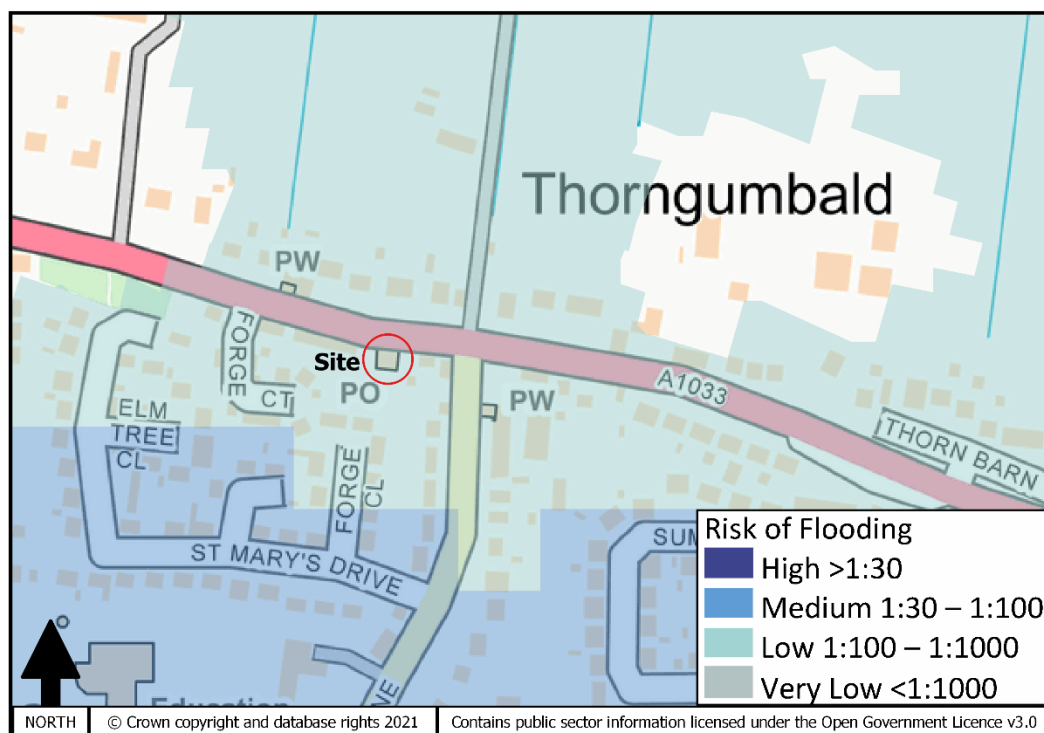 Thorngumbald
PW
FORGE
CT
Site
PO
PW
A1033
THORN BARN
ELM
TREE
CL
FORGE
CL
ST MARY'S DRIVE
Education
Risk of Flooding
High >1:30
Medium 1:30 – 1:100
Low 1:100 – 1:1000
Very Low <1:1000
NORTH
© Crown copyright and database rights 2021
Contains public sector information licensed under the Open Government Licence v3.0